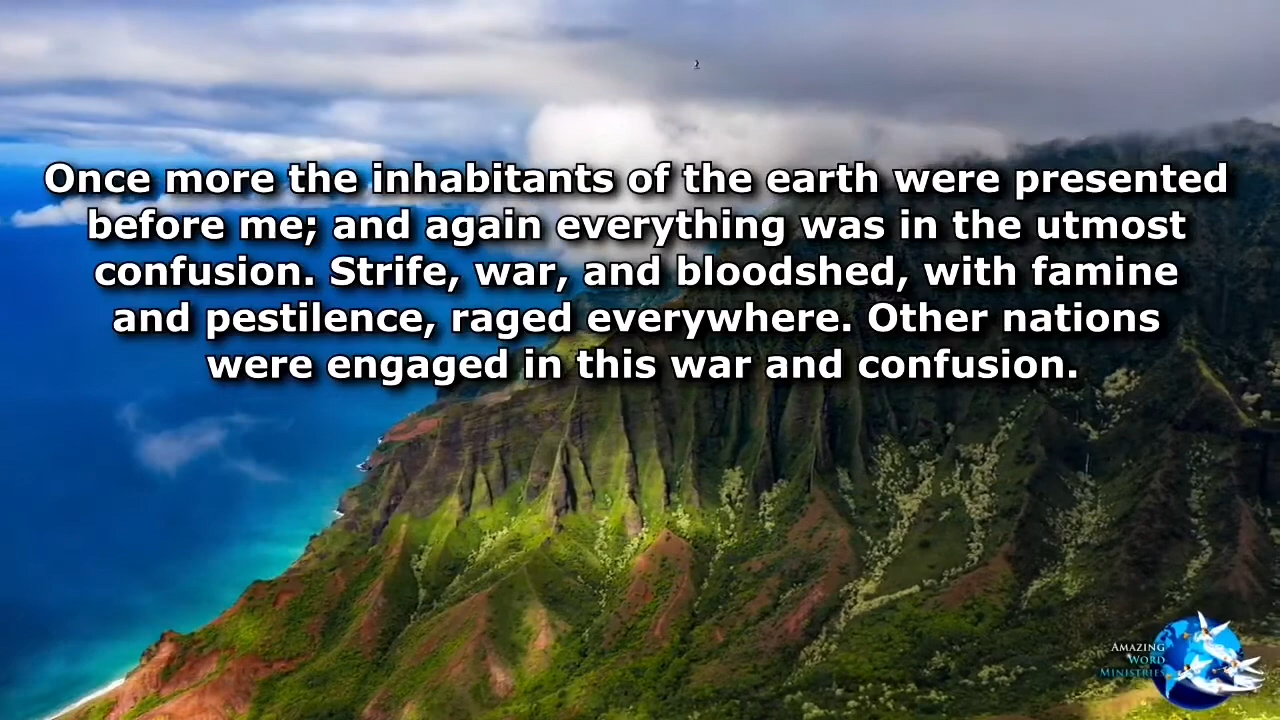 Once more the inhabitants of the earth were presented
before me; and again everything was in the utmost
confusion. Strife, war, and bloodshed, with famine
and pestilence, raged everywhere. Other nations
were engaged in this war and confusion.
AMAZING
WORD
MINISTRIES